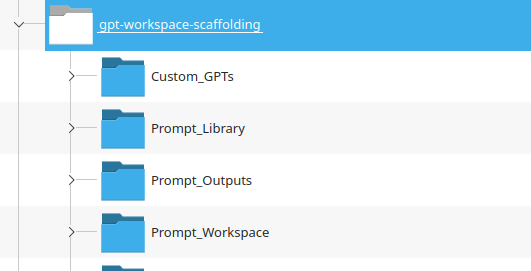 gpt-workspace-scaffolding
Custom_GPTs
Prompt_Library
Prompt_Outputs
Prompt_Workspace